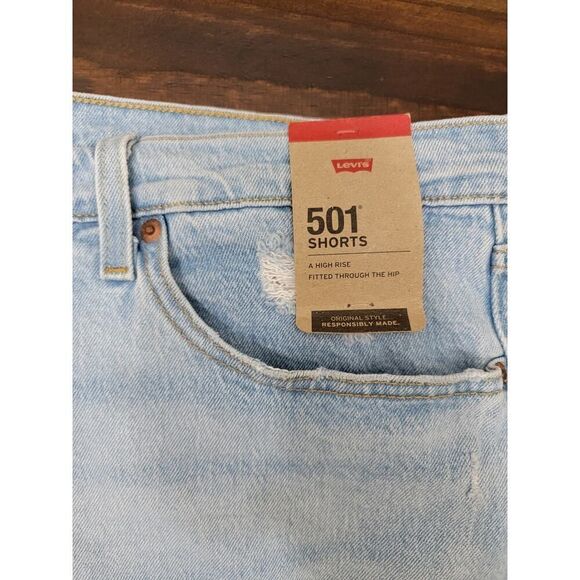 Levi's
501®
SHORTS
A HIGH RISE
FITTED THROUGH THE HIP
ORIGINAL STYLE.
RESPONSIBLY MADE.